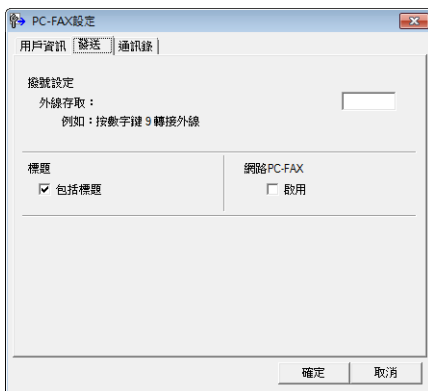 PC-FAX設定
用戶資訊 發送 通訊錄
撥號設定
外線存取：
例如：按數字鍵 9 轉接外線
標題
網路PC-FAX
包括標題
啟用
確定 取消